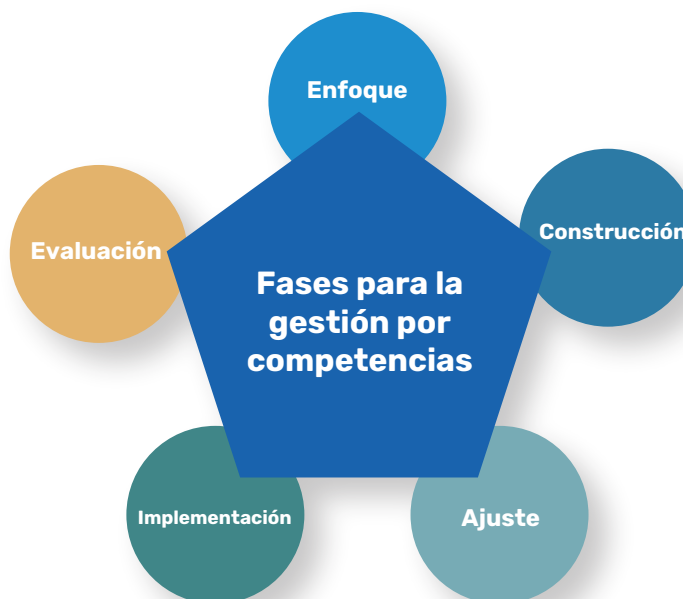 Enfoque
Construcción
Evaluación
Fases para la
gestión por
competencias
Implementación
Ajuste